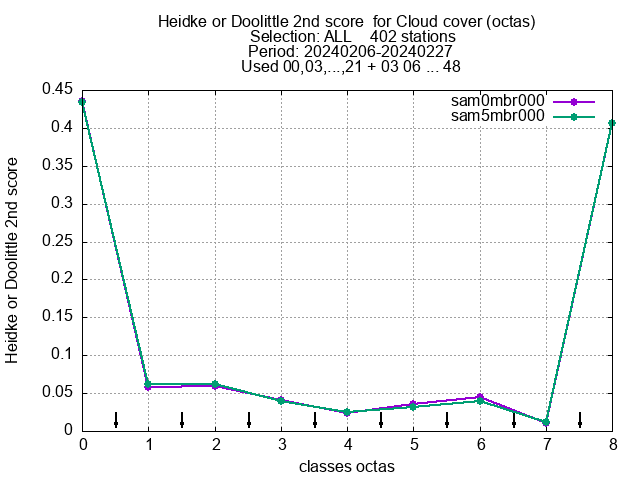 Heidke or Doolittle 2nd score  for Cloud cover (octas)
Selection: ALL    402 stations
Period: 20240206-20240227
Used 00,03,...,21 + 03 06 ... 48
sam0mbr000
sam5mbr000
Heidke or Doolittle 2nd score
0.45
0.4
0.35
0.3
0.25
0.2
0.15
0.1
0.05
0
0 1 2 3 4 5 6 7 8
classes octas